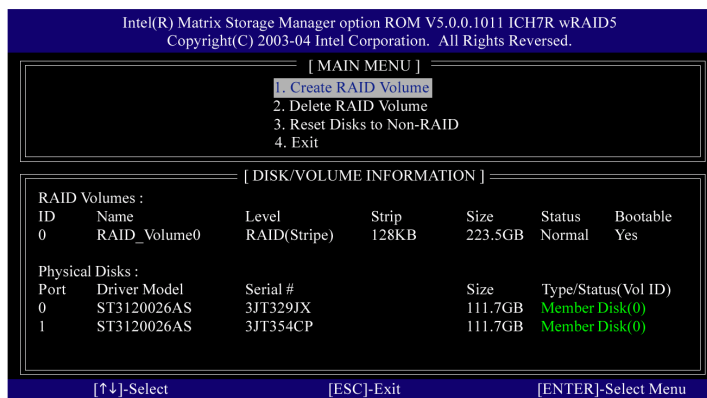 Intel(R) Matrix Storage Manager option ROM V5.0.0.1011 ICH7R wRAID5
Copyright(C) 2003-04 Intel Corporation. All Rights Reversed.
[ MAIN MENU ]
1. Create RAID Volume
2. Delete RAID Volume
3. Reset Disks to Non-RAID
4. Exit
[ DISK/VOLUME INFORMATION ]
RAID Volumes :
ID Name Level Strip Size Status Bootable
0 RAID_Volume0 RAID(Stripe) 128KB 223.5GB Normal Yes
Physical Disks :
Port Driver Model Serial # Size Type/Status(Vol ID)
0 ST3120026AS 3JT329JX 111.7GB Member Disk(0)
1 ST3120026AS 3JT354CP 111.7GB Member Disk(0)
[↑↓]-Select [ESC]-Exit [ENTER]-Select Menu